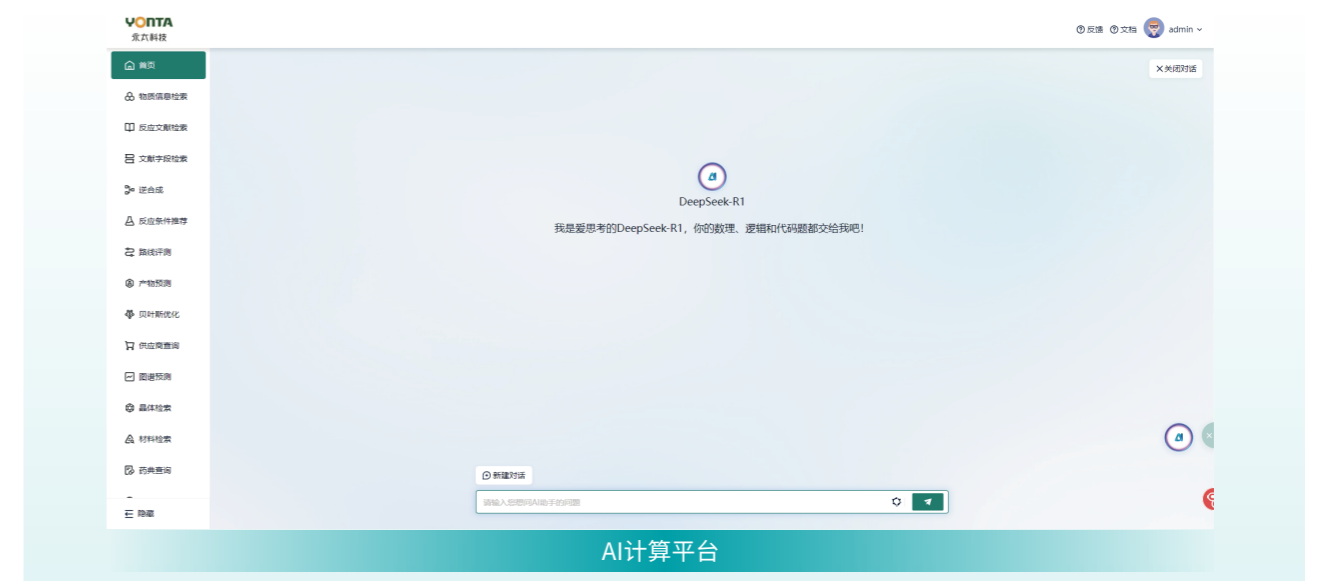 YONTA
反馈 文档 admin
首页
关闭对话
物质信息检索
反应文献检索
文献字段检索
逆合成
反应条件推荐
路线评测
产物预测
贝叶斯优化
供应商查询
图谱预测
晶体检索
材料检索
药典查询
隐藏
DeepSeek-R1
我是爱思考的DeepSeek-R1，你的数理、逻辑和代码题都交给我吧！
新建对话
请输入您想问AI助手的问题
AI计算平台